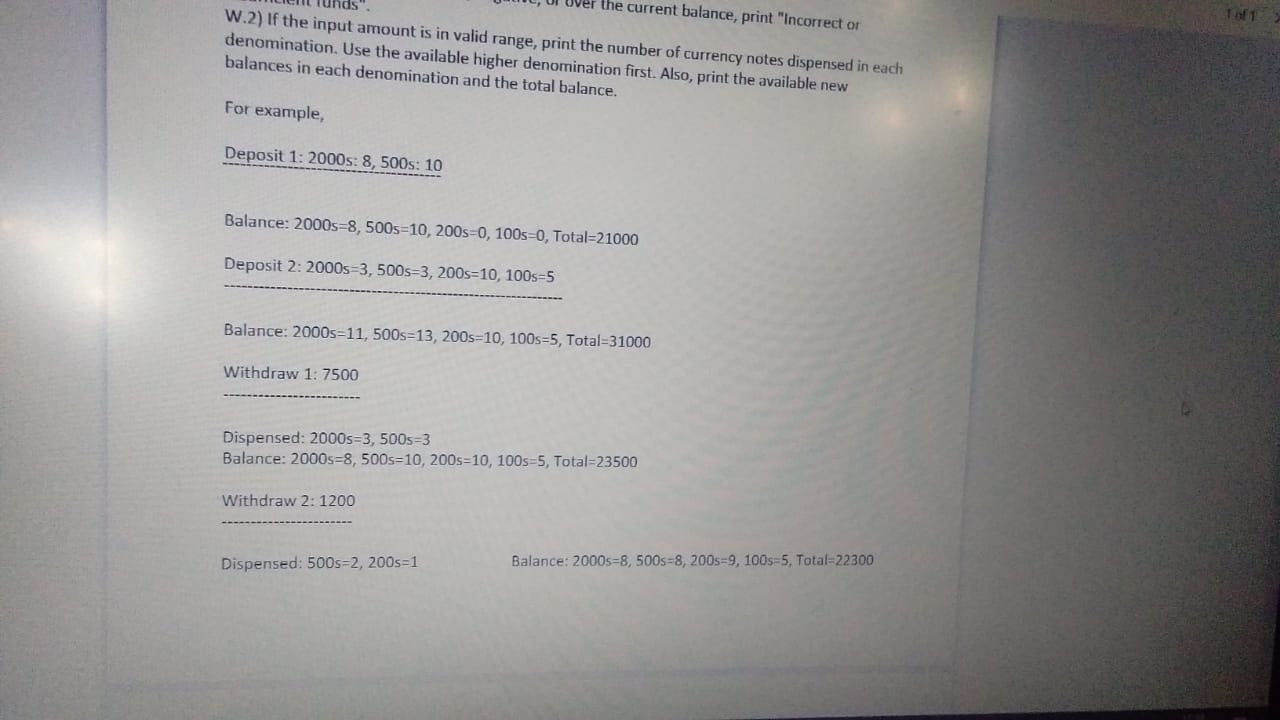 funds".
or over the current balance, print "Incorrect or
1 of 1
W.2) If the input amount is in valid range, print the number of currency notes dispensed in each
denomination. Use the available higher denomination first. Also, print the available new
balances in each denomination and the total balance.
For example,
Deposit 1: 2000s: 8, 500s: 10
Balance: 2000s=8, 500s=10, 200s=0, 100s=0, Total=21000
Deposit 2: 2000s=3, 500s=3, 200s=10, 100s=5
Balance: 2000s=11, 500s=13, 200s=10, 100s=5, Total=31000
Withdraw 1: 7500
Dispensed: 2000s=3, 500s=3
Balance: 2000s=8, 500s=10, 200s=10, 100s=5, Total=23500
Withdraw 2: 1200
Dispensed: 500s=2, 200s=1 Balance: 2000s=8, 500s=8, 200s=9, 100s=5, Total=22300